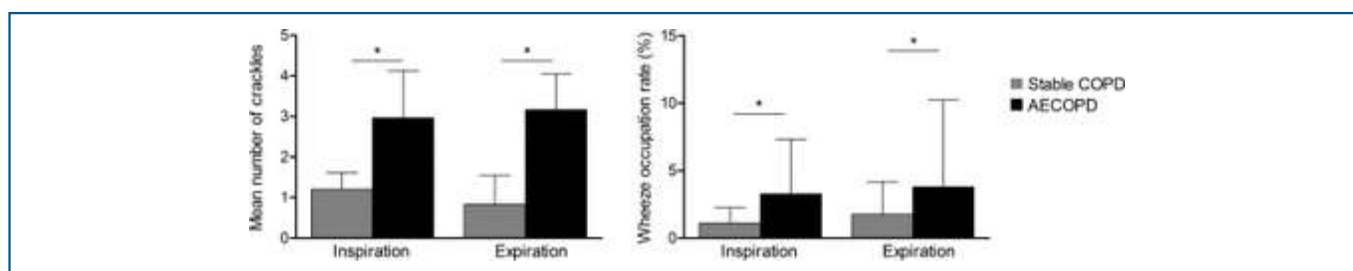 Mean number of crackles
5
4
3
2
1
0
*
*
Inspiration
Expiration
Wheeze occupation rate (%)
15
10
5
0
*
*
Inspiration
Expiration
Stable COPD
AECOPD